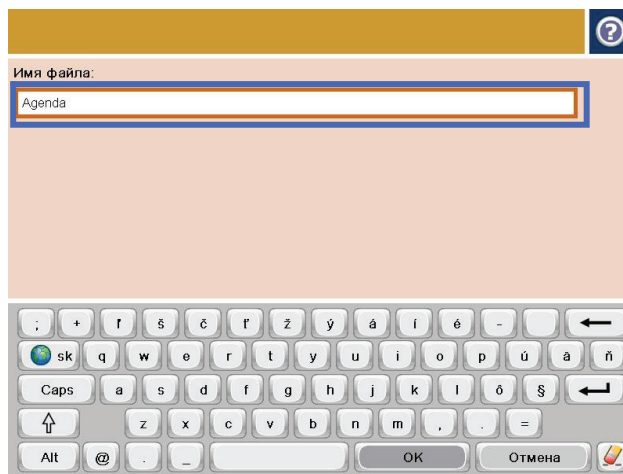 ?
Имя файла:
Agenda
; + ŕ š č ť ž ý á í é -
sk q w e r t y u i o p ú ä ň
Caps a s d f g h j k l ô §
z x c v b n m , . =
Alt @ . _ OK Отмена